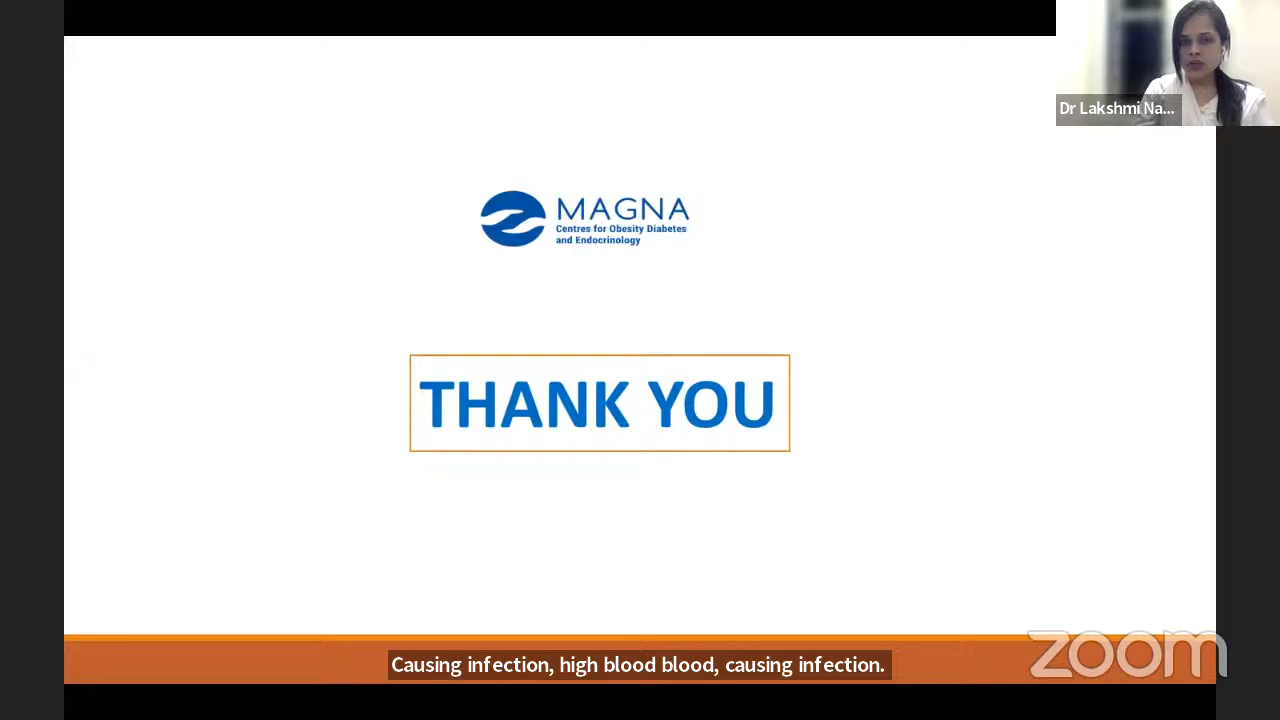 Dr Lakshmi Na...
MAGNA
Centres for Obesity Diabetes
and Endocrinology
THANK YOU
zoom
Causing infection, high blood blood, causing infection.